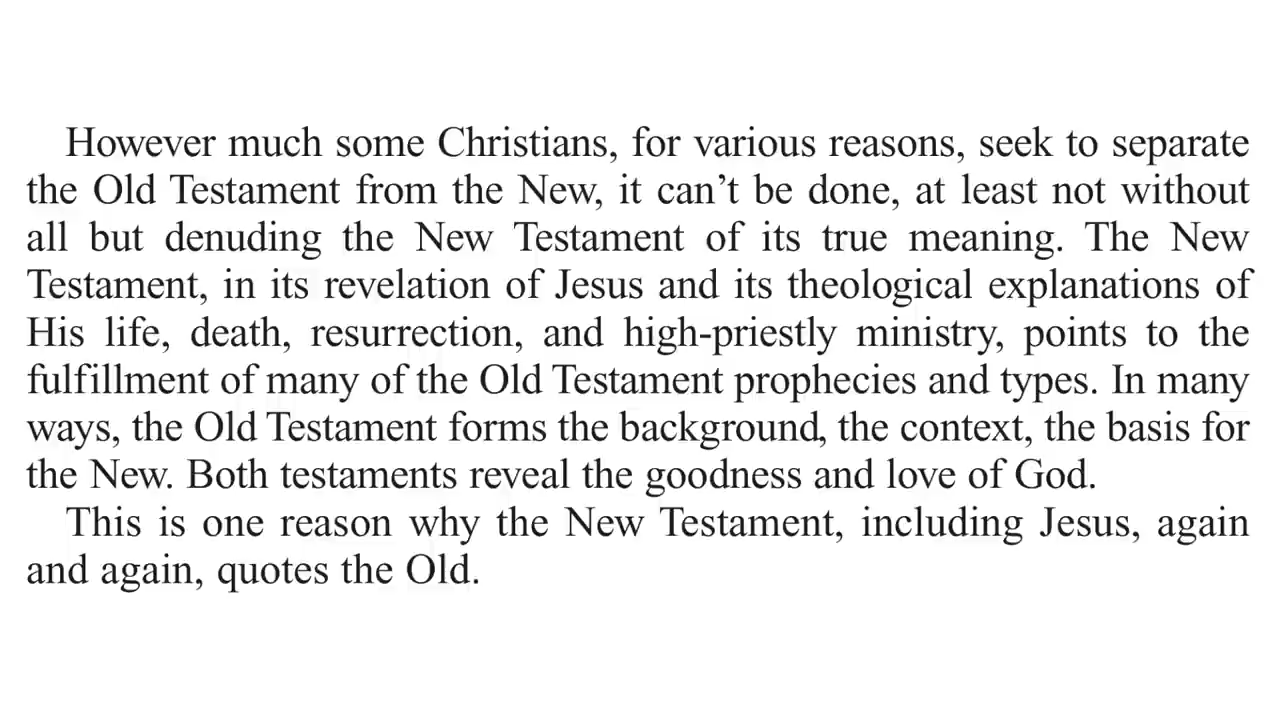 However much some Christians, for various reasons, seek to separate
the Old Testament from the New, it can’t be done, at least not without
all but denuding the New Testament of its true meaning. The New
Testament, in its revelation of Jesus and its theological explanations of
His life, death, resurrection, and high-priestly ministry, points to the
fulfillment of many of the Old Testament prophecies and types. In many
ways, the Old Testament forms the background, the context, the basis for
the New. Both testaments reveal the goodness and love of God.
This is one reason why the New Testament, including Jesus, again
and again, quotes the Old.